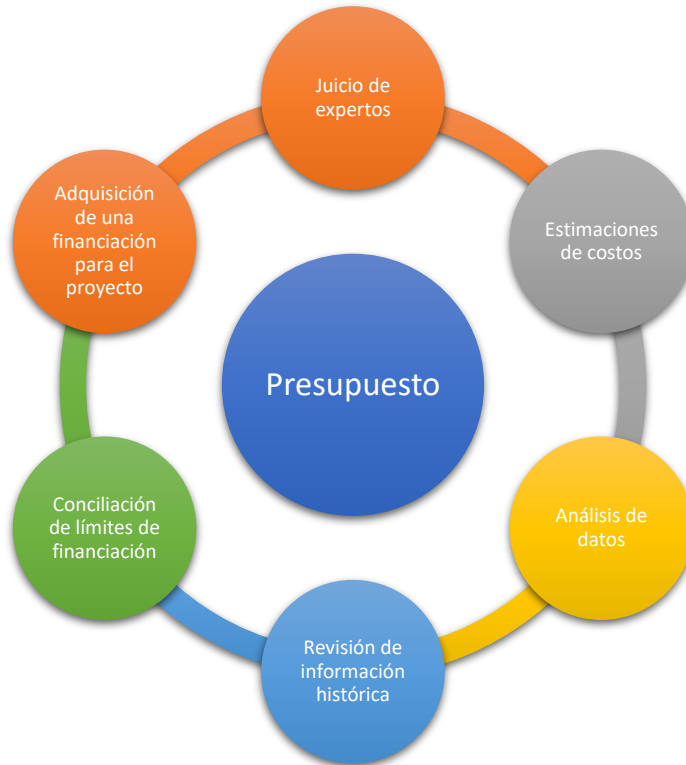 Juicio de
expertos
Estimaciones
de costos
Análisis de
datos
Revisión de
información
histórica
Conciliación
de límites de
financiación
Adquisición
de una
financiación
para el
proyecto
Presupuesto